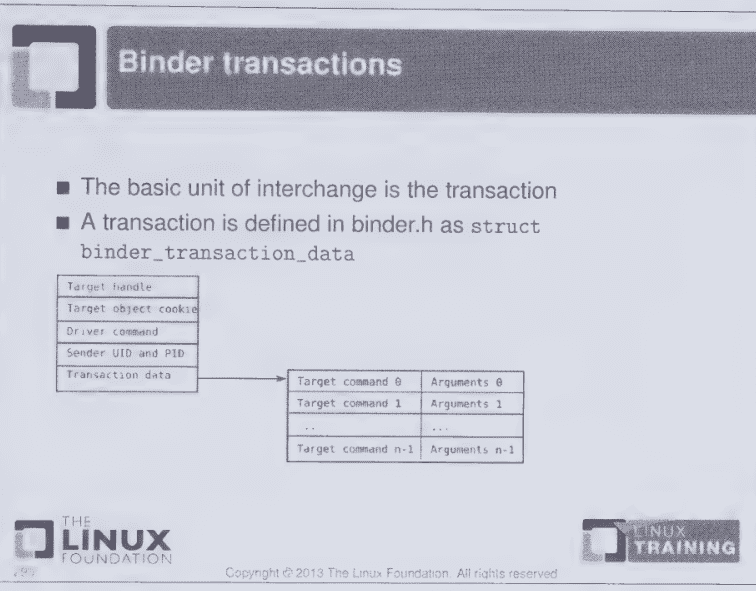 Binder transactions
The basic unit of interchange is the transaction
A transaction is defined in binder.h as struct
binder_transaction_data
Target handle
Target object cookie
Driver command
Sender UID and PID
Transaction data
Target command 0 Arguments 0
Target command 1 Arguments 1
.. ...
Target command n-1 Arguments n-1
THE
LINUX
FOUNDATION
LINUX
TRAINING
Copyright © 2013 The Linux Foundation. All rights reserved